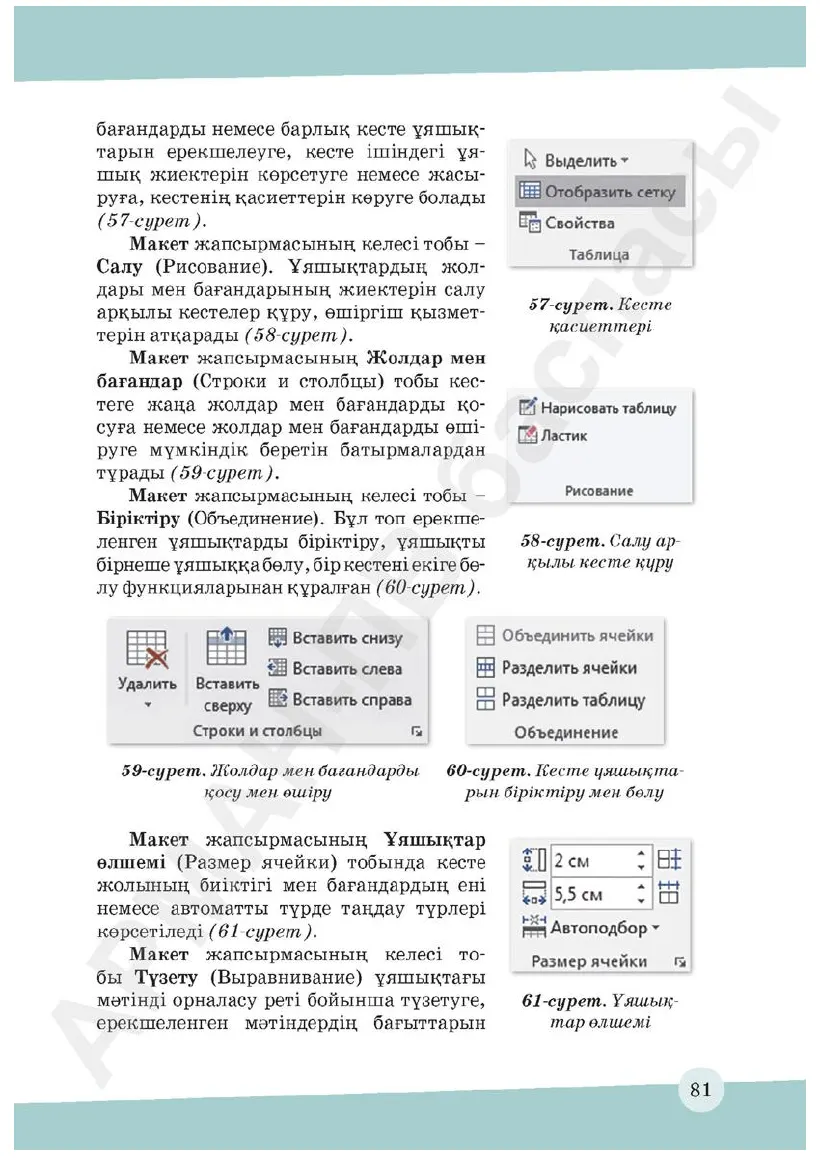 бағандарды немесе барлық кесте ұяшық-
тарын ерекшелеуге, кесте ішіндегі ұя-
шық жиектерін көрсетуге немесе жасы-
руға, кестенің қасиеттерін көруге болады
(57-сурет).
Макет жапсырмасының келесі тобы –
Салу (Рисование). Ұяшықтардың жол-
дары мен бағандарының жиектерін салу
арқылы кестелер құру, өшіргіш қызмет-
терін атқарады (58-сурет).
Макет жапсырмасының Жолдар мен
бағандар (Строки и столбцы) тобы кес-
теге жаңа жолдар мен бағандарды қо-
суға немесе жолдар мен бағандарды өші-
руге мүмкіндік беретін батырмалардан
тұрады (59-сурет).
Макет жапсырмасының келесі тобы –
Біріктіру (Объединение). Бұл топ ерекше-
ленген ұяшықтарды біріктіру, ұяшықты
бірнеше ұяшыққа бөлу, бір кестені екіге бө-
лу функцияларынан құралған (60-сурет).
Выделить
Отобразить сетку
Свойства
Таблица
57-сурет. Кесте
қасиеттері
Нарисовать таблицу
Ластик
Рисование
58-сурет. Салу ар-
қылы кесте құру
Удалить
Вставить
сверху
Вставить снизу
Вставить слева
Вставить справа
Строки и столбцы
59-сурет. Жолдар мен бағандарды
қосу мен өшіру
Объединить ячейки
Разделить ячейки
Разделить таблицу
Объединение
60-сурет. Кесте ұяшықта-
рын біріктіру мен бөлу
Макет жапсырмасының Ұяшықтар
өлшемі (Размер ячейки) тобында кесте
жолының биіктігі мен бағандардың ені
немесе автоматты түрде таңдау түрлері
көрсетіледі (61-сурет).
Макет жапсырмасының келесі то-
бы Түзету (Выравнивание) ұяшықтағы
мәтінді орналасу реті бойынша түзетуге,
ерекшеленген мәтіндердің бағыттарын
2 см
5,5 см
Автоподбор
Размер ячейки
61-сурет. Ұяшық-
тар өлшемі
81
АРМАН-ПВ баспасы